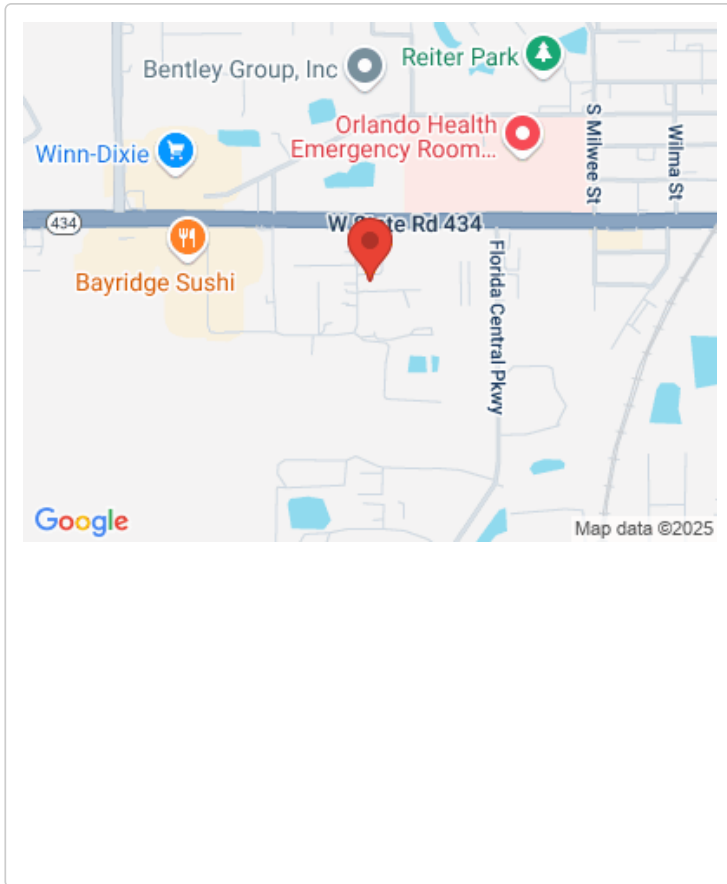 Bentley Group, Inc
Reiter Park
Orlando Health
Emergency Room...
Winn-Dixie
S Milwee St
Wilma St
434
W State Rd 434
Bayridge Sushi
Florida Central Pkwy
Google
Map data ©2025